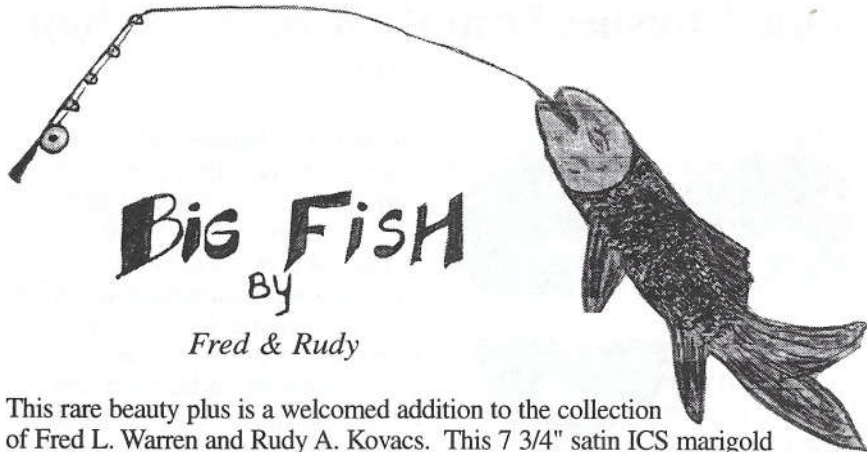 BiG FiSH
By
Fred & Rudy
This rare beauty plus is a welcomed addition to the collection
of Fred L. Warren and Rudy A. Kovacs.  This 7 3/4" satin ICS marigold